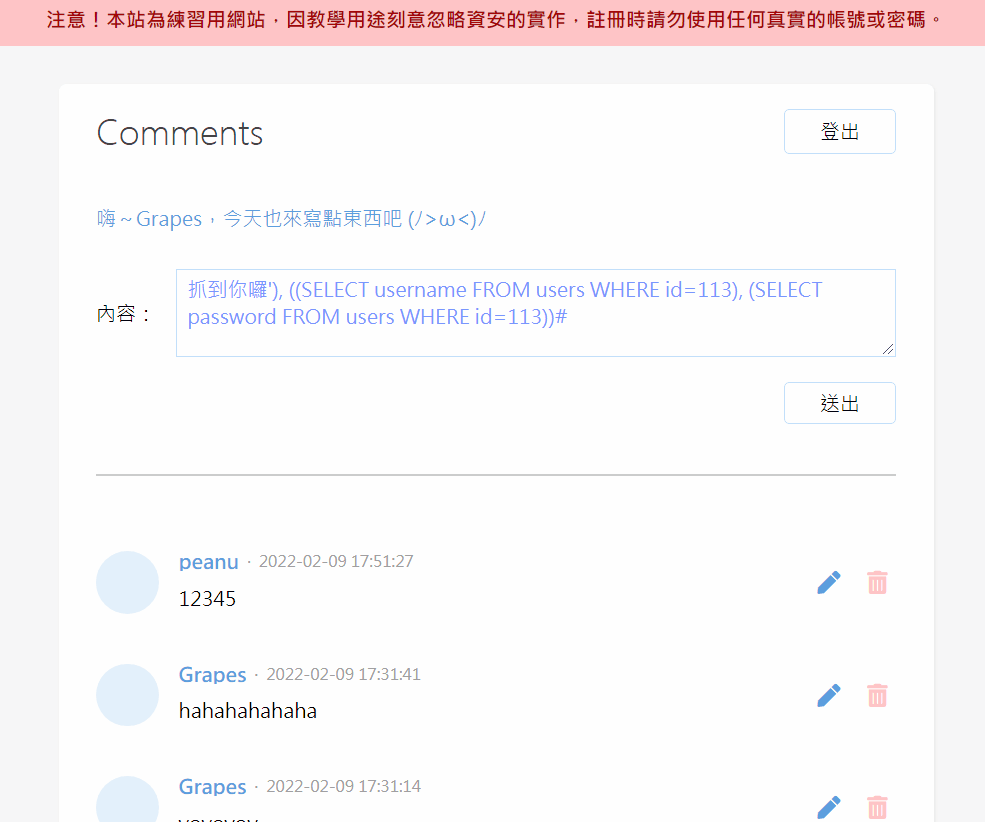 注意！本站為練習用網站，因教學用途刻意忽略資安的實作，註冊時請勿使用任何真實的帳號或密碼。
Comments
登出
嗨～Grapes，今天也來寫點東西吧 (/>ω<)/
內容：
抓到你囉'), ((SELECT username FROM users WHERE id=113), (SELECT
password FROM users WHERE id=113))#
送出
peanu · 2022-02-09 17:51:27
12345
Grapes · 2022-02-09 17:31:41
hahahahahaha
Grapes · 2022-02-09 17:31:14